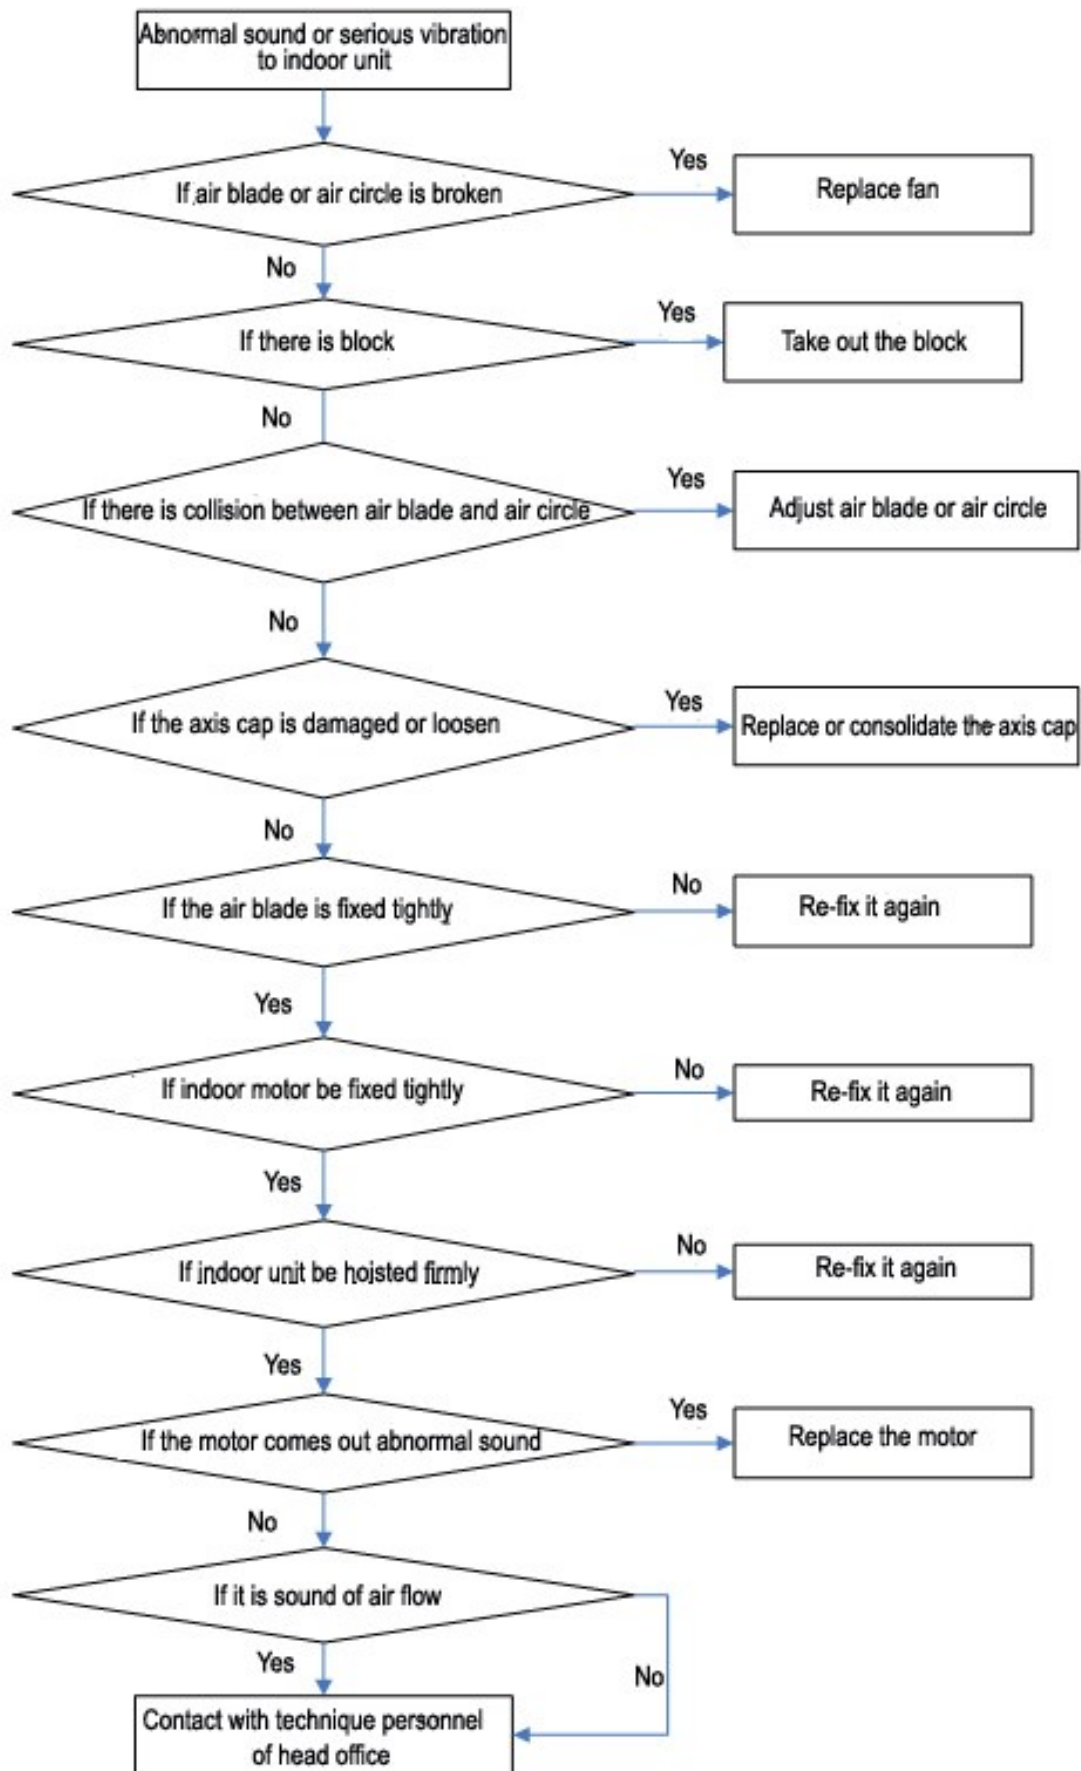 Abnormal sound or serious vibration
to indoor unit
If air blade or air circle is broken
Yes
Replace fan
No
If there is block
Yes
Take out the block
No
If there is collision between air blade and air circle
Yes
Adjust air blade or air circle
No
If the axis cap is damaged or loosen
Yes
Replace or consolidate the axis cap
No
If the air blade is fixed tightly
No
Re-fix it again
Yes
If indoor motor be fixed tightly
No
Re-fix it again
Yes
If indoor unit be hoisted firmly
No
Re-fix it again
Yes
If the motor comes out abnormal sound
Yes
Replace the motor
No
If it is sound of air flow
Yes
No
Contact with technique personnel
of head office